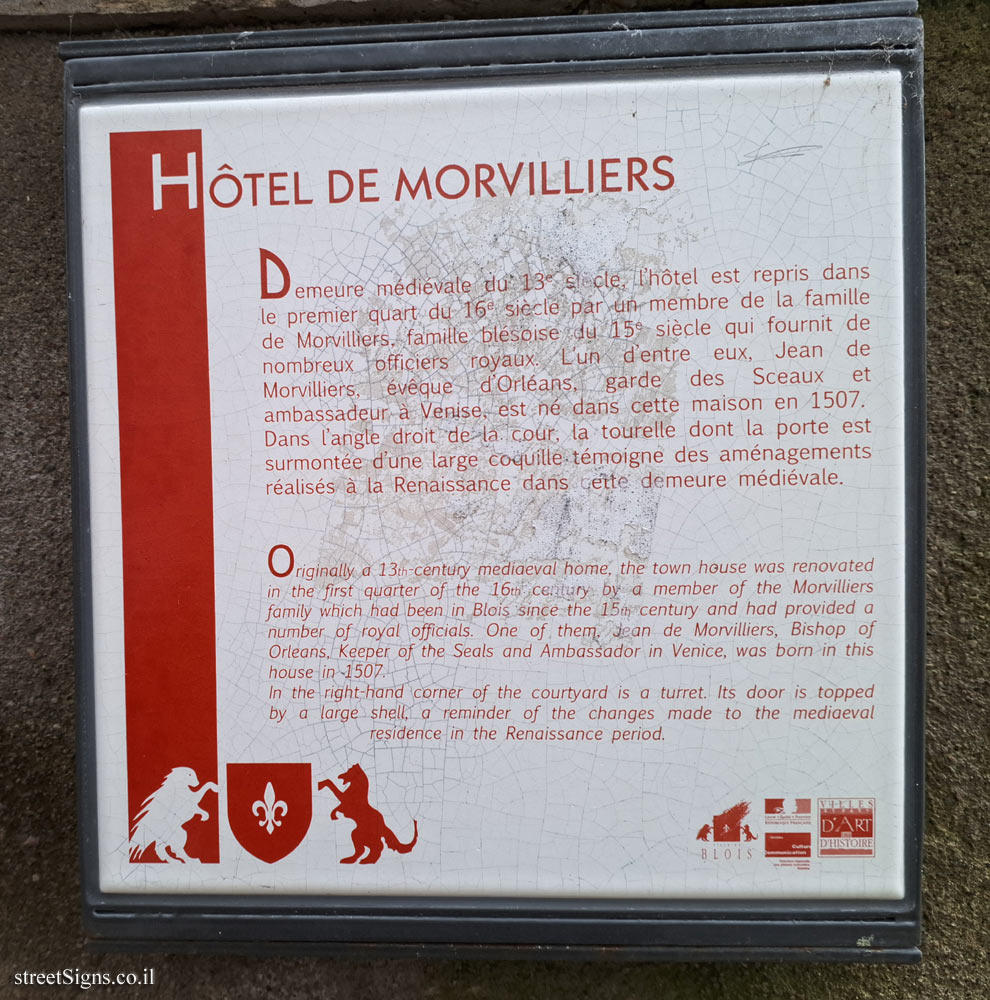 HÔTEL DE MORVILLIERS
Demeure médiévale du 13e siècle, l'hôtel est repris dans
le premier quart du 16e siècle par un membre de la famille
de Morvilliers, famille blésoise du 15e siècle qui fournit de
nombreux officiers royaux. L'un d'entre eux, Jean de
Morvilliers, évêque d'Orléans, garde des Sceaux et
ambassadeur à Venise, est né dans cette maison en 1507.
Dans l'angle droit de la cour, la tourelle dont la porte est
surmontée d'une large coquille témoigne des aménagements
réalisés à la Renaissance dans cette demeure médiévale.
Originally a 13th-century mediaeval home, the town house was renovated
in the first quarter of the 16th century by a member of the Morvilliers
family which had been in Blois since the 15th century and had provided a
number of royal officials. One of them, Jean de Morvilliers, Bishop of
Orleans, Keeper of the Seals and Ambassador in Venice, was born in this
house in 1507.
In the right-hand corner of the courtyard is a turret. Its door is topped
by a large shell, a reminder of the changes made to the mediaeval
residence in the Renaissance period.
VILLE DE
BLOIS
Liberté • Égalité • Fraternité
RÉPUBLIQUE FRANÇAISE
Culture
Communication
VILLES
D'ART
D'HISTOIRE
streetSigns.co.il